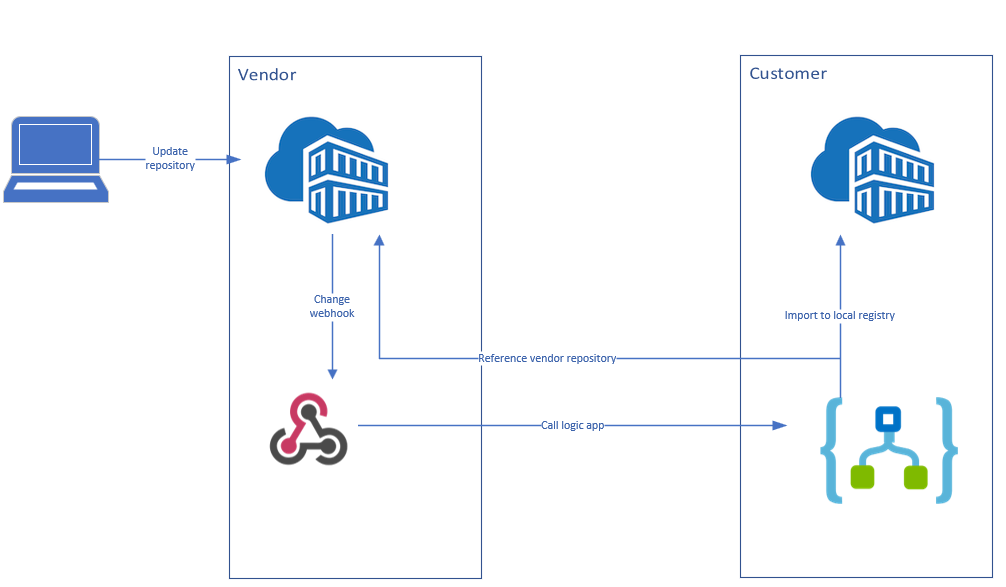 Vendor
Customer
Update
repository
Change
webhook
Import to local registry
Reference vendor repository
Call logic app